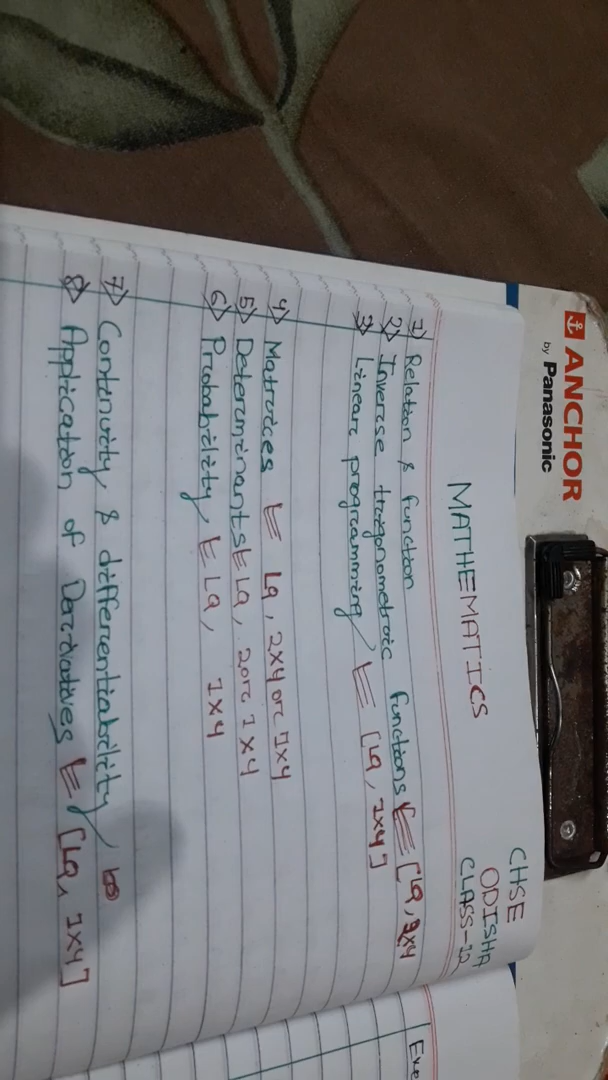 ANCHOR
by Panasonic
CHSE
ODISHA
CLASS-12
MATHEMATICS
1) Relation & function
2) Inverse trigonometric functions [LQ, 2x4
3) Linear programming [LQ, 1x4]
4) Matrices LQ, 2x4 or 1x4
5) Determinants LQ, 2 or 1x4
6) Probability LQ, 1x4
7) Continuity & differentiability
8) Application of Derivatives [LQ, 1x4]
Exe